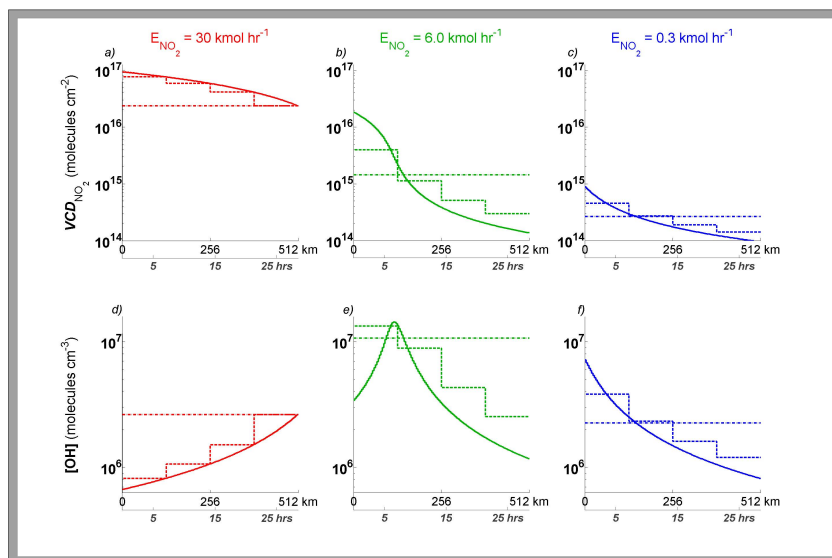 E_NO2 = 30 kmol hr^-1
E_NO2 = 6.0 kmol hr^-1
E_NO2 = 0.3 kmol hr^-1
a)
b)
c)
VCD_NO2 (molecules cm^-2)
10^17
10^16
10^15
10^14
0 256 512 km
5 15 25 hrs
10^17
10^16
10^15
10^14
0 256 512 km
5 15 25 hrs
10^17
10^16
10^15
10^14
0 256 512 km
5 15 25 hrs
d)
e)
f)
[OH] (molecules cm^-3)
10^7
10^6
0 256 512 km
5 15 25 hrs
10^7
10^6
0 256 512 km
5 15 25 hrs
10^7
10^6
0 256 512 km
5 15 25 hrs